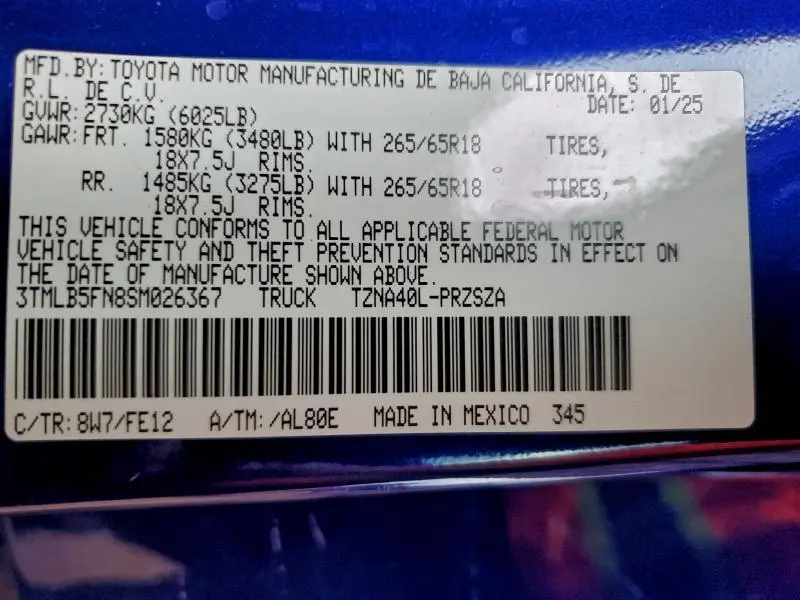 MFD.BY: TOYOTA MOTOR MANUFACTURING DE BAJA CALIFORNIA, S. DE
R.L. DE C.V. DATE: 01/25
GVWR: 2730KG (6025LB)
GAWR: FRT. 1580KG (3480LB) WITH 265/65R18 TIRES,
18X7.5J RIMS.
RR. 1485KG (3275LB) WITH 265/65R18 TIRES,
18X7.5J RIMS.
THIS VEHICLE CONFORMS TO ALL APPLICABLE FEDERAL MOTOR
VEHICLE SAFETY AND THEFT PREVENTION STANDARDS IN EFFECT ON
THE DATE OF MANUFACTURE SHOWN ABOVE.
3TMLB5FN8SM026367 TRUCK TZNA40L-PRZSZA
C/TR: 8W7/FE12 A/TM: /AL80E MADE IN MEXICO 345